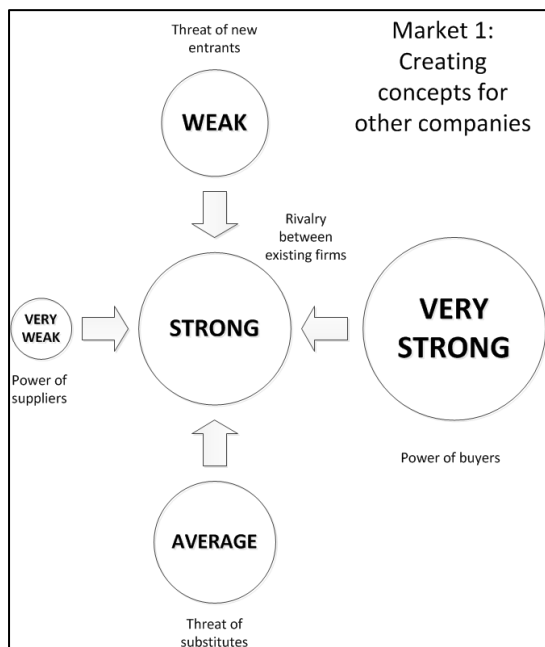 Threat of new
entrants
Market 1:
Creating
concepts for
other companies
WEAK
Rivalry
between
existing firms
VERY
WEAK
STRONG
VERY
STRONG
Power of
suppliers
Power of buyers
AVERAGE
Threat of
substitutes